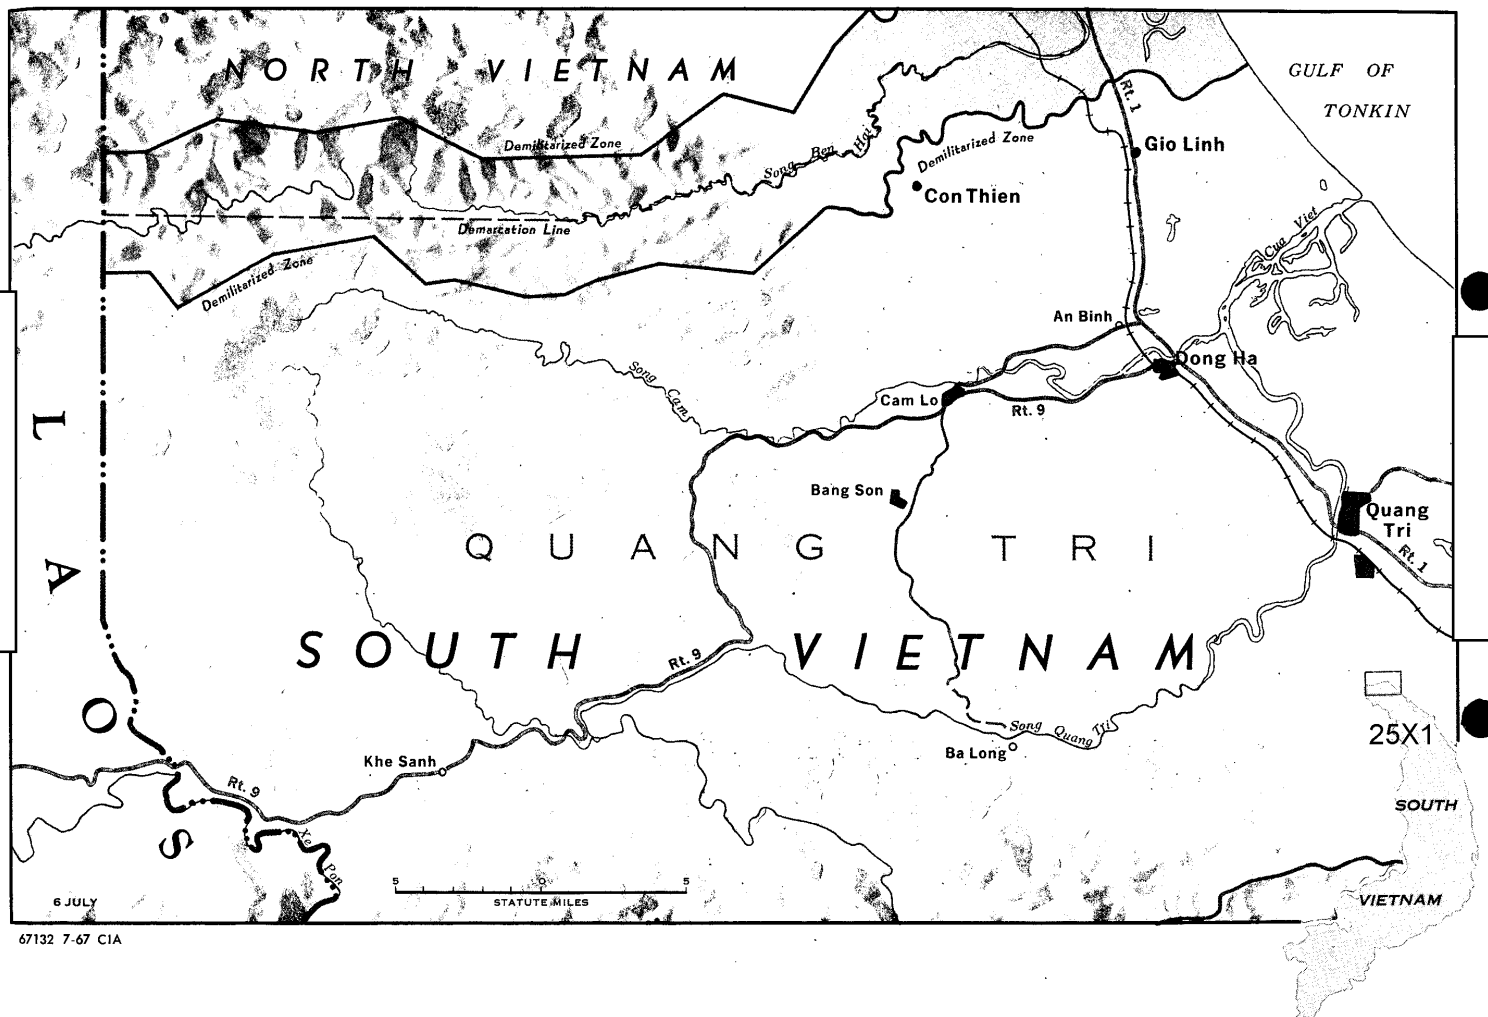 NORTH VIETNAM
GULF OF
TONKIN
Rt. 1
Gio Linh
Demilitarized Zone
Song Ben Hai
Demilitarized Zone
Con Thien
Demarcation Line
Cua Viet
Demilitarized Zone
An Binh
Dong Ha
Song Cam
Cam Lo
Rt. 9
LAOS
Bang Son
Quang
Tri
QUANG TRI
Rt. 1
SOUTH VIETNAM
Rt. 9
Song Quang Tri
25X1
Ba Long
Khe Sanh
Rt. 9
SOUTH
Xe Pon
5 0 5
STATUTE MILES
6 JULY
VIETNAM
67132 7-67 CIA